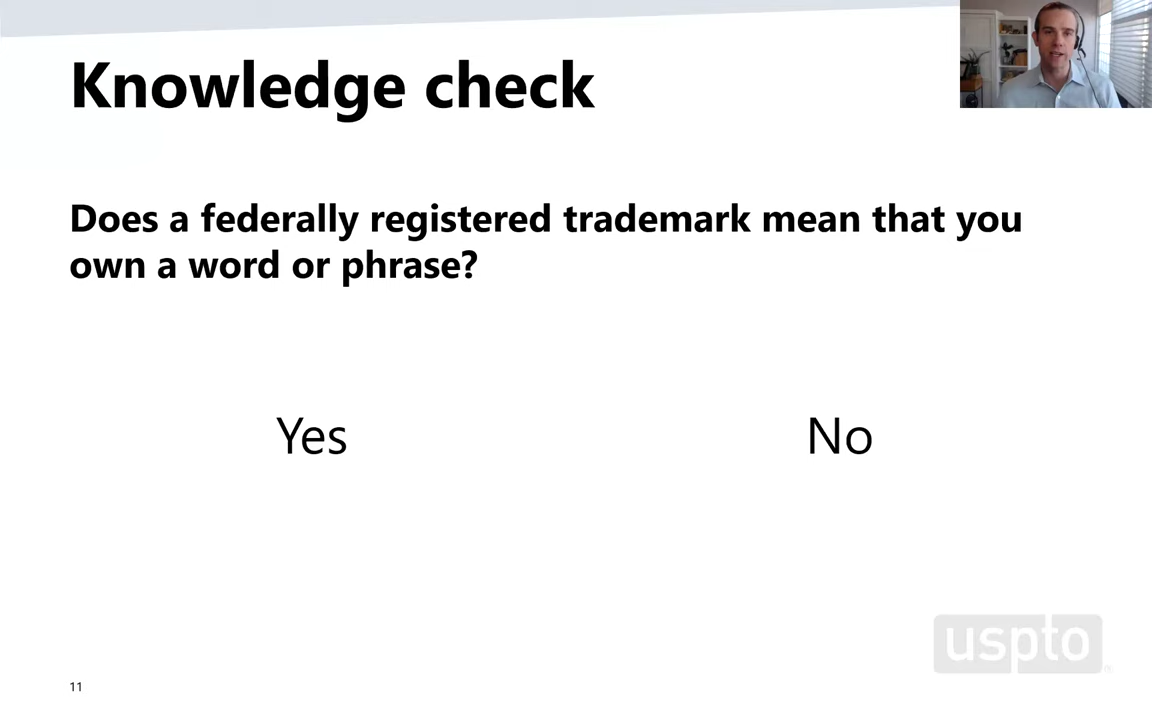 Knowledge check
Does a federally registered trademark mean that you
own a word or phrase?
Yes
No
uspto
®
11